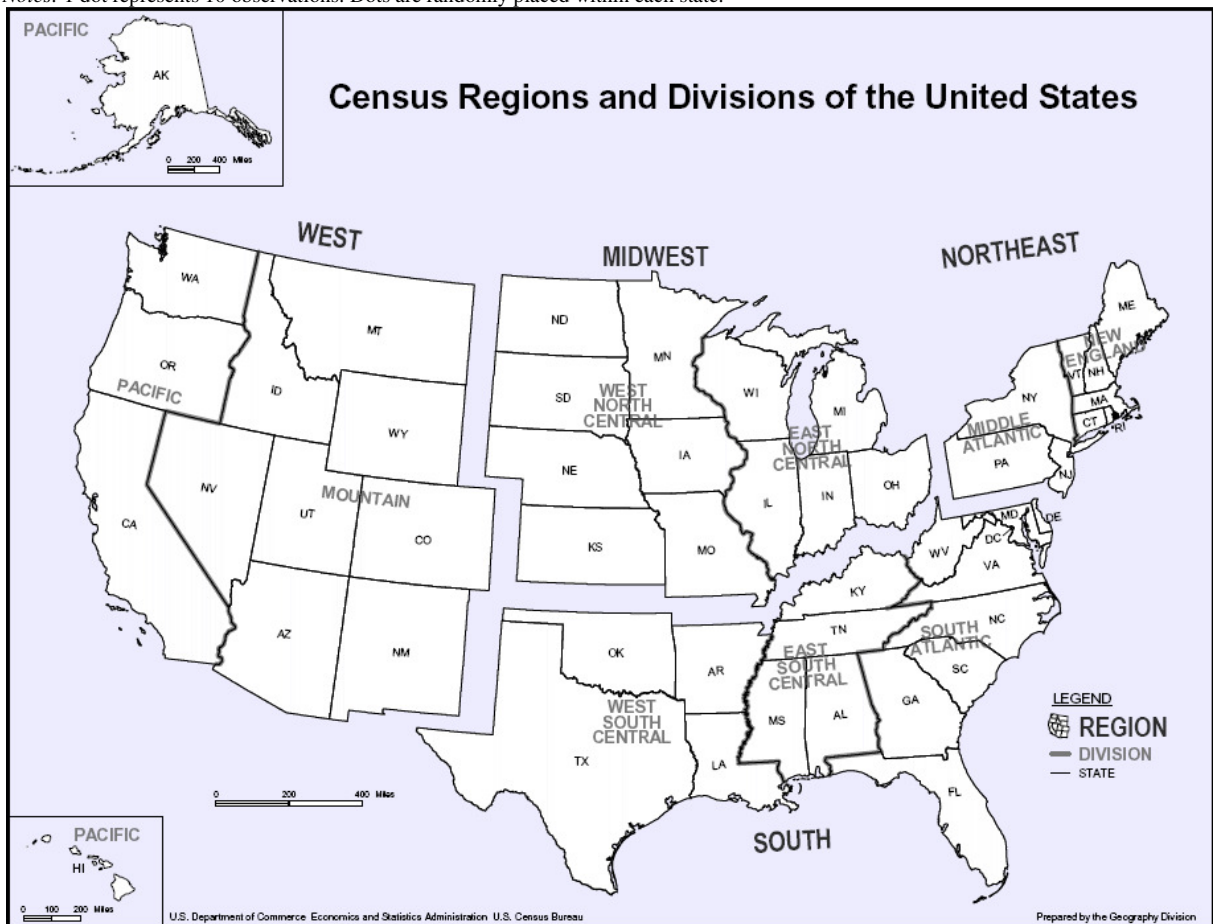 Notes: 1 dot represents 10 observations. Dots are randomly placed within each state.
PACIFIC
AK
0 200 400 Miles
Census Regions and Divisions of the United States
WEST
MIDWEST
NORTHEAST
WA
MT
ND
MN
ME
OR
ID
SD
WI
MI
NY
VT
NH
NEW
ENGLAND
MA
CT
RI
PACIFIC
WY
WEST
NORTH
CENTRAL
MIDDLE
ATLANTIC
PA
NJ
NE
IA
EAST
NORTH
CENTRAL
IL
IN
OH
NV
UT
MOUNTAIN
CO
CA
KS
MO
WV
MD
DE
DC
VA
KY
AZ
NM
OK
AR
TN
NC
SOUTH
ATLANTIC
SC
EAST
SOUTH
CENTRAL
MS
AL
GA
WEST
SOUTH
CENTRAL
TX
LA
FL
LEGEND
REGION
DIVISION
STATE
0 200 400 Miles
SOUTH
PACIFIC
HI
0 100 200 Miles
U.S. Department of Commerce Economics and Statistics Administration U.S. Census Bureau
Prepared by the Geography Division